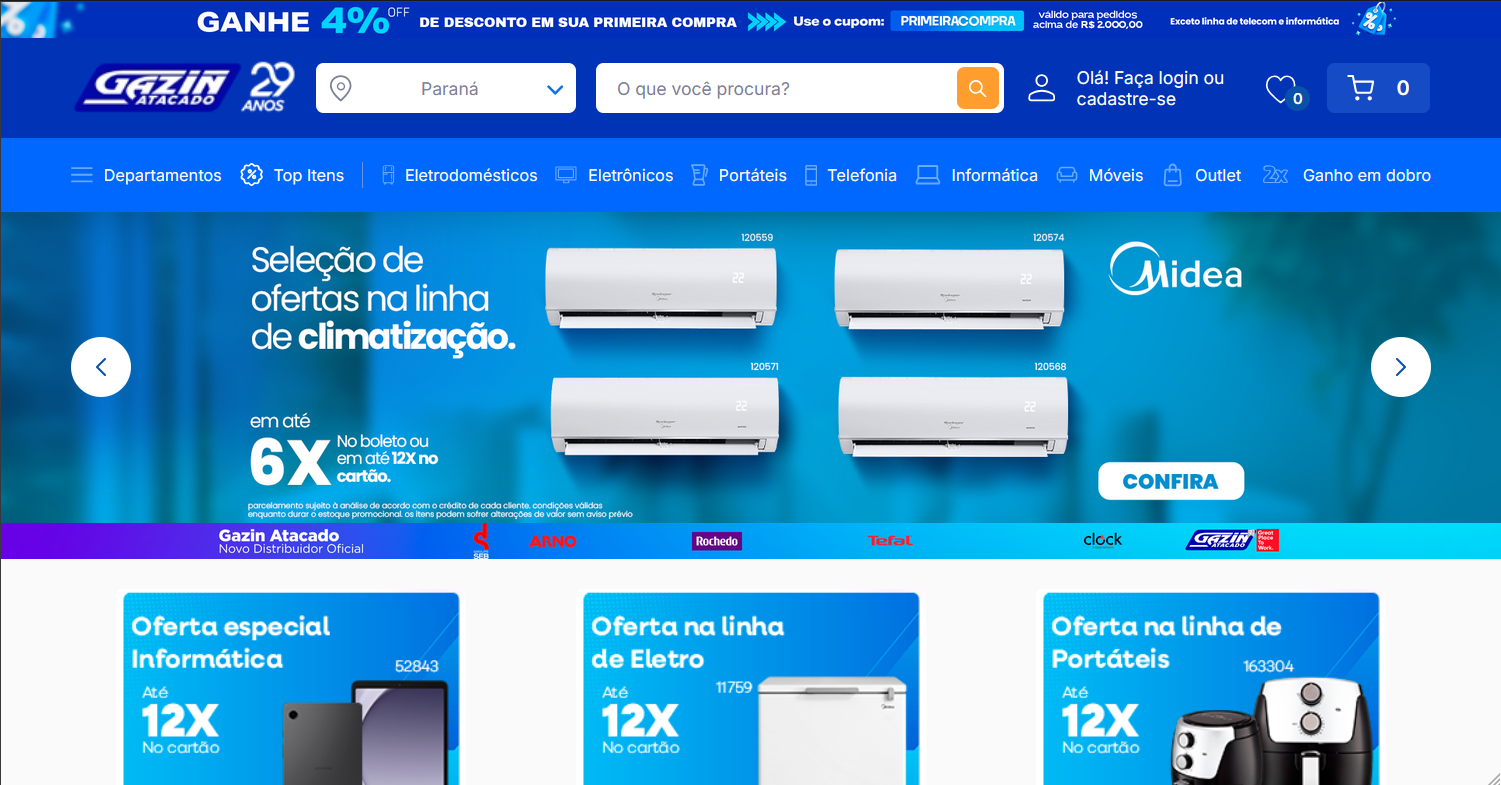 GANHE 4% OFF DE DESCONTO EM SUA PRIMEIRA COMPRA Use o cupom: PRIMEIRACOMPRA válido para pedidos acima de R$ 2.000,00 Exceto linha de telecom e informática
GAZIN ATACADO 29 ANOS
Paraná
O que você procura?
Olá! Faça login ou
cadastre-se
0
0
Departamentos Top Itens Eletrodomésticos Eletrônicos Portáteis Telefonia Informática Móveis Outlet 2x Ganho em dobro
Seleção de
ofertas na linha
de climatização.
120559
120574
120571
120568
22
22
22
22
Midea
em até
6X
No boleto ou
em até 12X no
cartão.
parcelamento sujeito à análise de acordo com o crédito de cada cliente. condições válidas
enquanto durar o estoque promocional. os itens podem sofrer alterações de valor sem aviso prévio
CONFIRA
Gazin Atacado
Novo Distribuidor Oficial
SEB
ARNO
Rochedo
Tefal
clock
GAZIN ATACADO
Great
Place
To
Work.
Oferta especial
Informática
52843
Até
12X
No cartão
Oferta na linha
de Eletro
11759
Até
12X
No cartão
Midea
Oferta na linha de
Portáteis
163304
Até
12X
No cartão